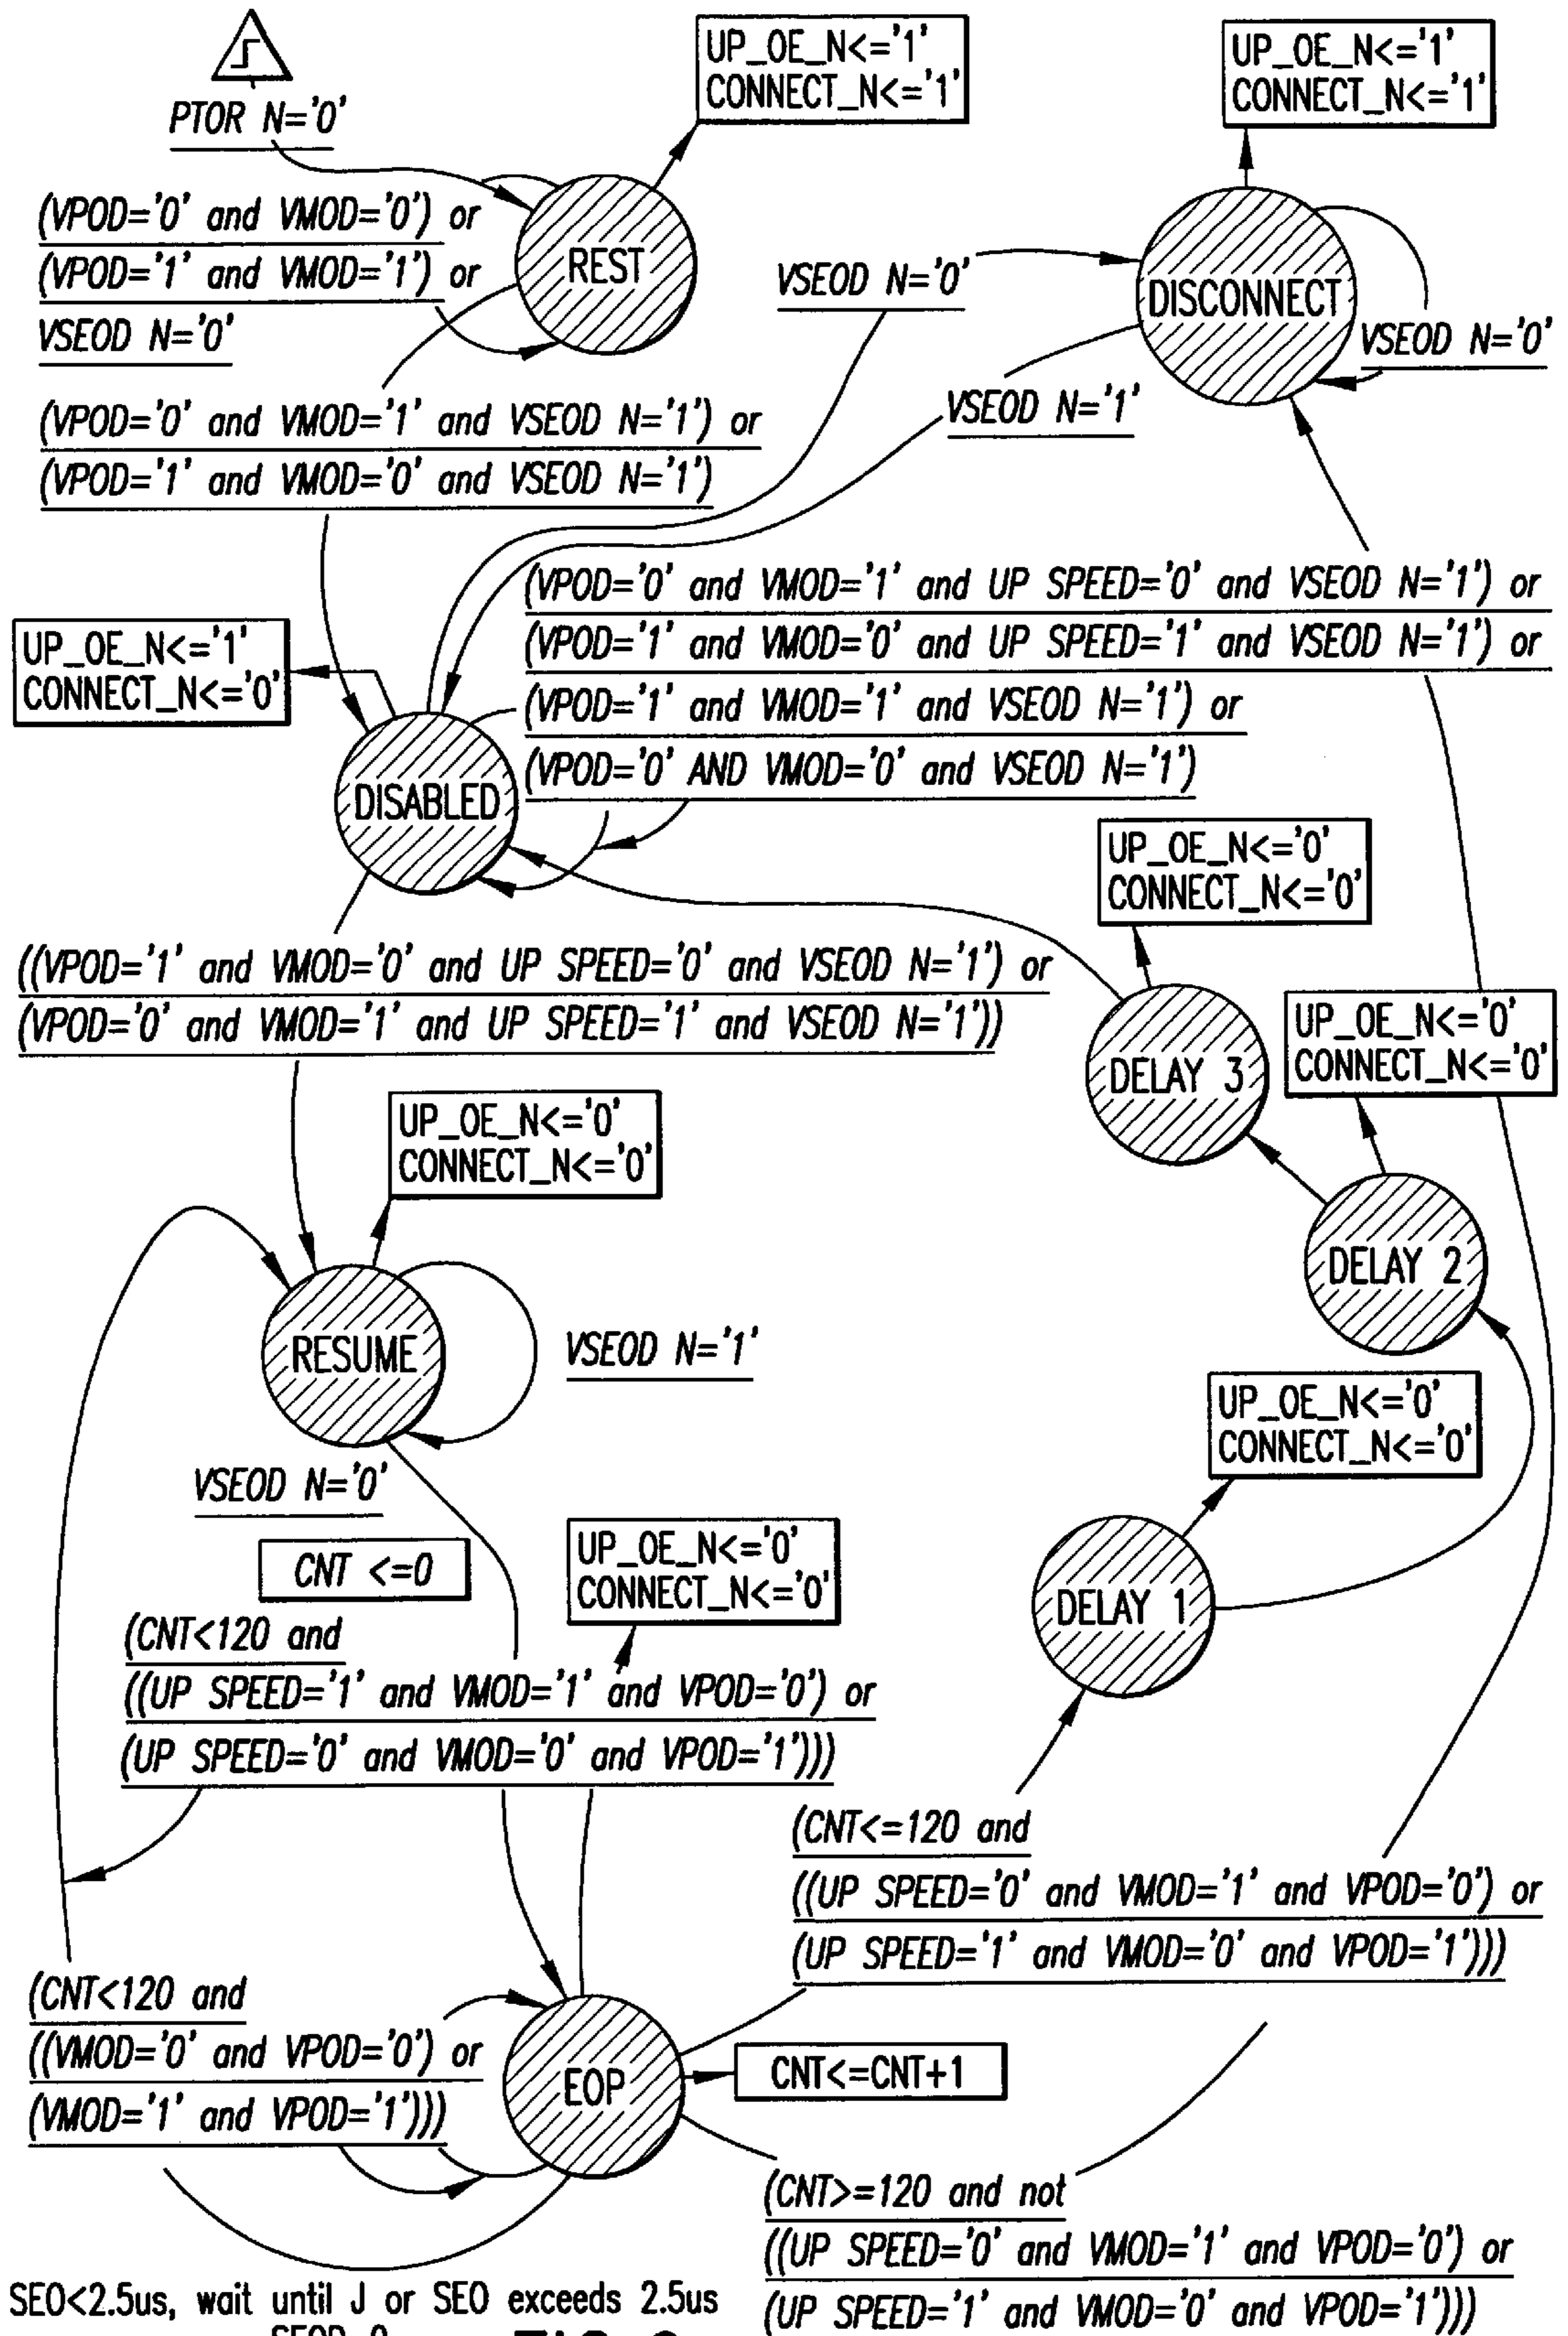 PTOR N='0'
UP_OE_N<='1'
CONNECT_N<='1'
UP_OE_N<='1'
CONNECT_N<='1'
(VPOD='0' and VMOD='0') or
(VPOD='1' and VMOD='1') or
VSEOD N='0'
REST
VSEOD N='0'
DISCONNECT
VSEOD N='0'
VSEOD N='1'
(VPOD='0' and VMOD='1' and VSEOD N='1') or
(VPOD='1' and VMOD='0' and VSEOD N='1')
(VPOD='0' and VMOD='1' and UP SPEED='0' and VSEOD N='1') or
(VPOD='1' and VMOD='0' and UP SPEED='1' and VSEOD N='1') or
(VPOD='1' and VMOD='1' and VSEOD N='1') or
(VPOD='0' AND VMOD='0' and VSEOD N='1')
UP_OE_N<='1'
CONNECT_N<='0'
DISABLED
UP_OE_N<='0'
CONNECT_N<='0'
((VPOD='1' and VMOD='0' and UP SPEED='0' and VSEOD N='1') or
(VPOD='0' and VMOD='1' and UP SPEED='1' and VSEOD N='1'))
DELAY 3
UP_OE_N<='0'
CONNECT_N<='0'
UP_OE_N<='0'
CONNECT_N<='0'
DELAY 2
RESUME
VSEOD N='1'
UP_OE_N<='0'
CONNECT_N<='0'
VSEOD N='0'
CNT <=0
UP_OE_N<='0'
CONNECT_N<='0'
DELAY 1
(CNT<120 and
((UP SPEED='1' and VMOD='1' and VPOD='0') or
(UP SPEED='0' and VMOD='0' and VPOD='1')))
(CNT<=120 and
((UP SPEED='0' and VMOD='1' and VPOD='0') or
(UP SPEED='1' and VMOD='0' and VPOD='1')))
(CNT<120 and
((VMOD='0' and VPOD='0') or
(VMOD='1' and VPOD='1')))
EOP
CNT<=CNT+1
(CNT>=120 and not
((UP SPEED='0' and VMOD='1' and VPOD='0') or
(UP SPEED='1' and VMOD='0' and VPOD='1')))
SEO<2.5us, wait until J or SEO exceeds 2.5us